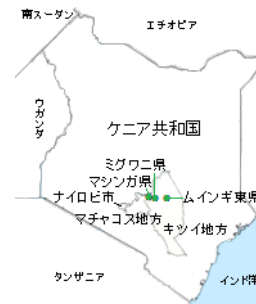 南スーダン
エチオピア
ウガンダ
ケニア共和国
ミグワニ県
マシンガ県
ナイロビ市
ムインギ東県
マチャコス地方
キツイ地方
タンザニア
インド洋